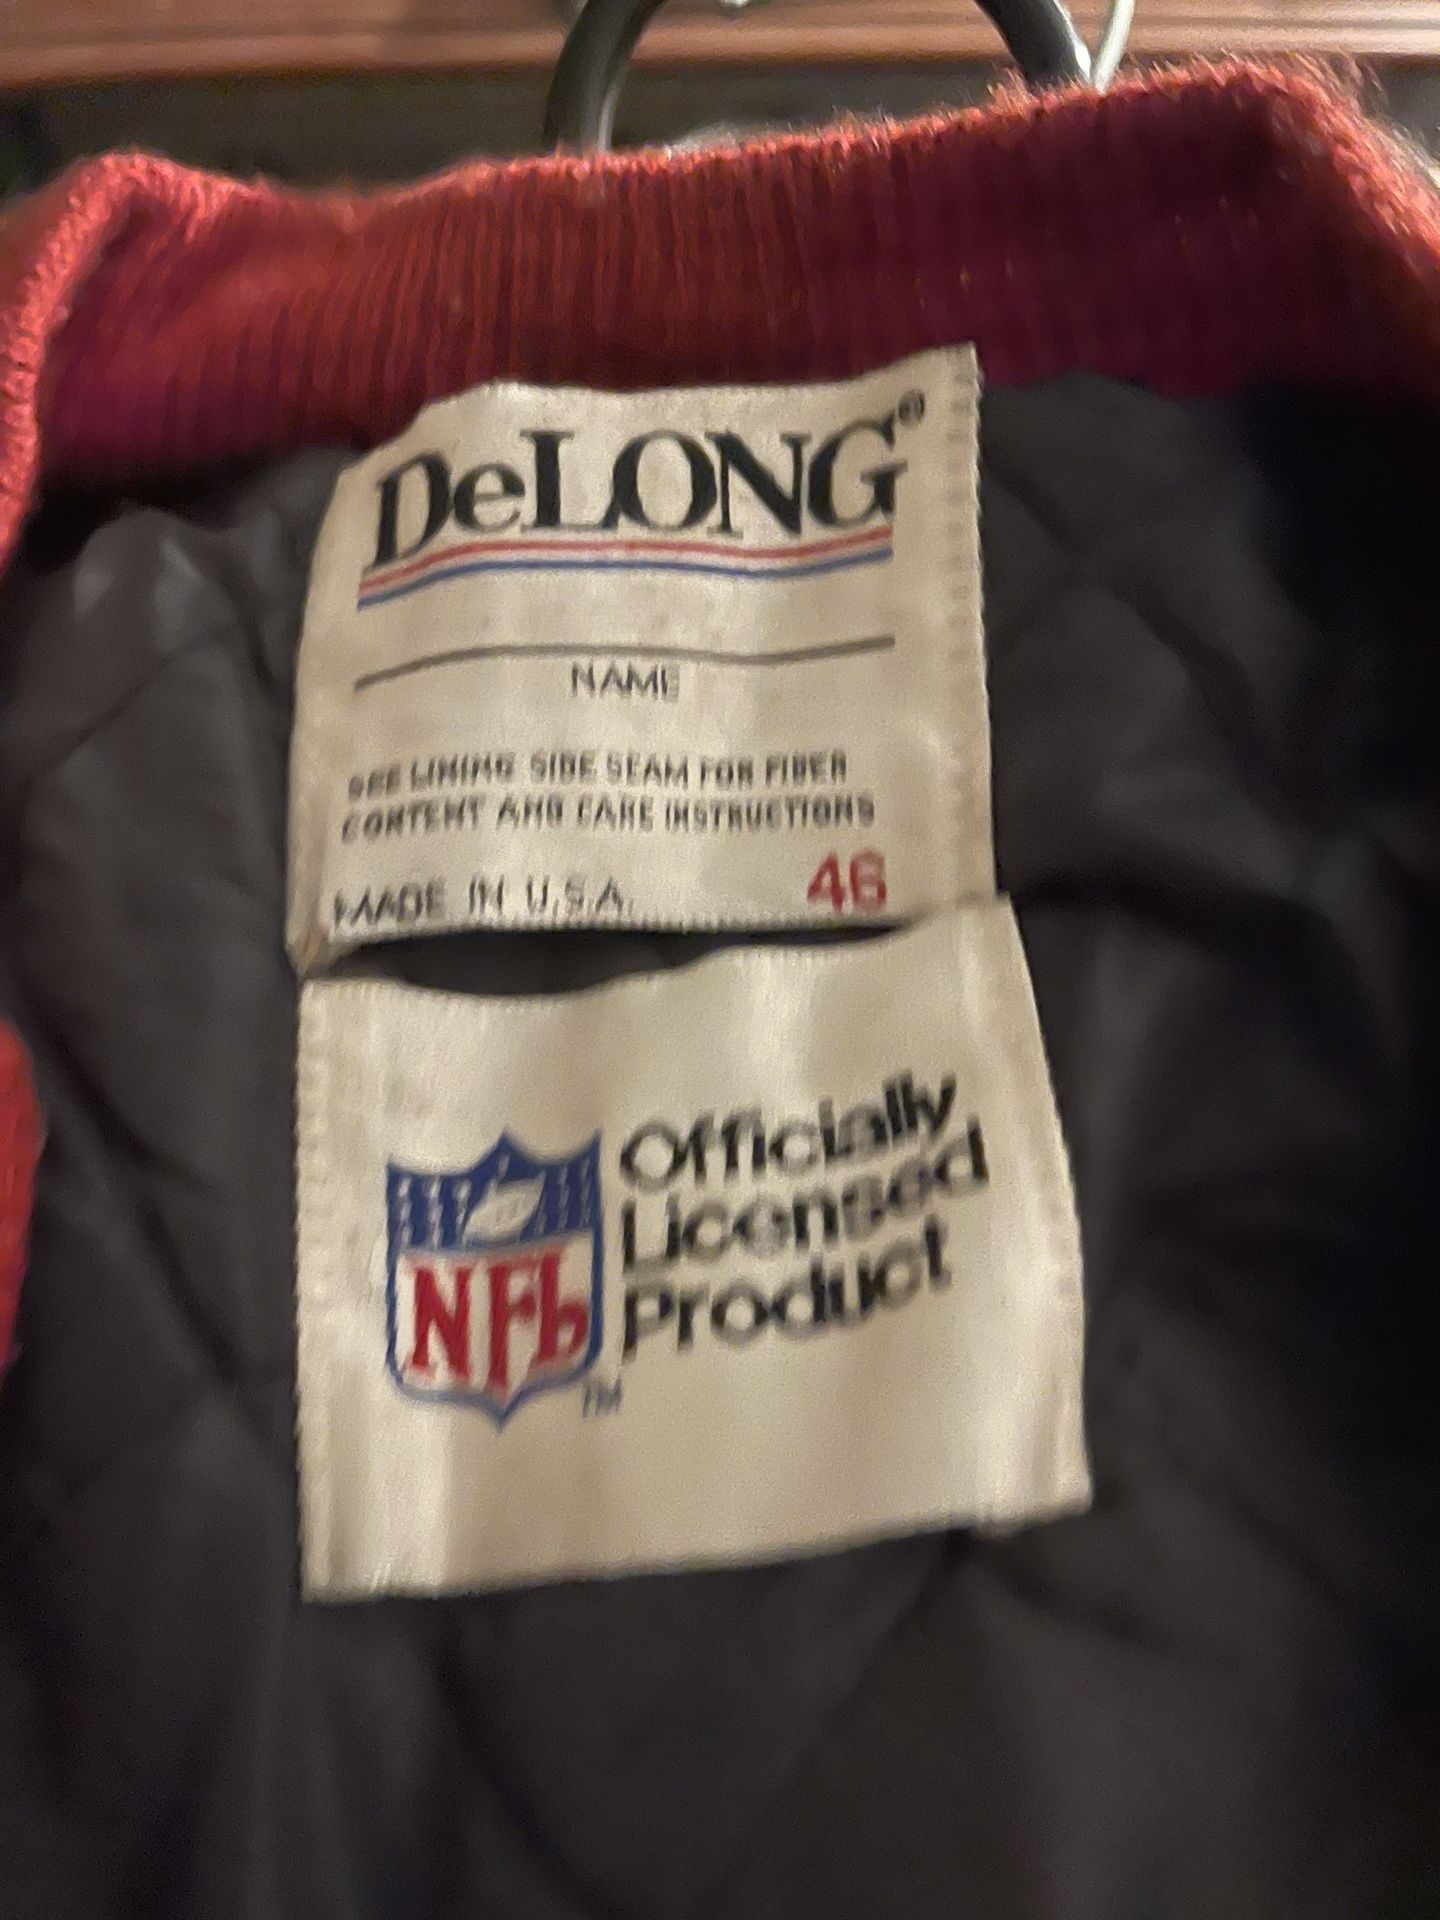 DeLONG®
NAME
SEE LINING SIDE SEAM FOR FIBER
CONTENT AND CARE INSTRUCTIONS
MADE IN U.S.A. 46
NFL
TM
Officially
Licensed
Product